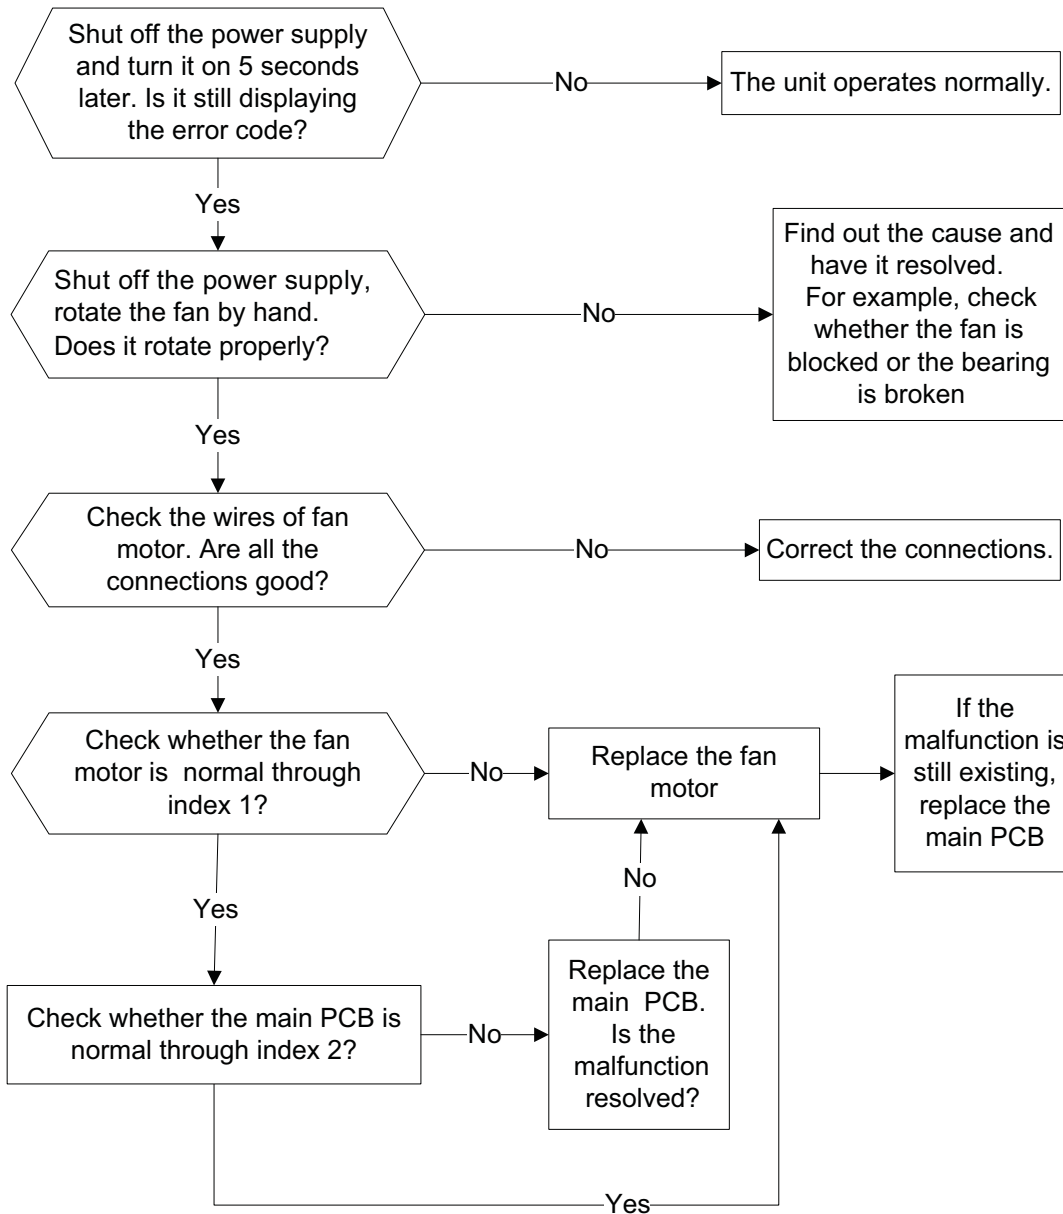 Shut off the power supply
and turn it on 5 seconds
later. Is it still displaying
the error code?
No
The unit operates normally.
Yes
Shut off the power supply,
rotate the fan by hand.
Does it rotate properly?
No
Find out the cause and
have it resolved.
For example, check
whether the fan is
blocked or the bearing
is broken
Yes
Check the wires of fan
motor. Are all the
connections good?
No
Correct the connections.
Yes
Check whether the fan
motor is normal through
index 1?
No
Replace the fan
motor
If the
malfunction is
still existing,
replace the
main PCB
Yes
No
Check whether the main PCB is
normal through index 2?
No
Replace the
main PCB.
Is the
malfunction
resolved?
Yes